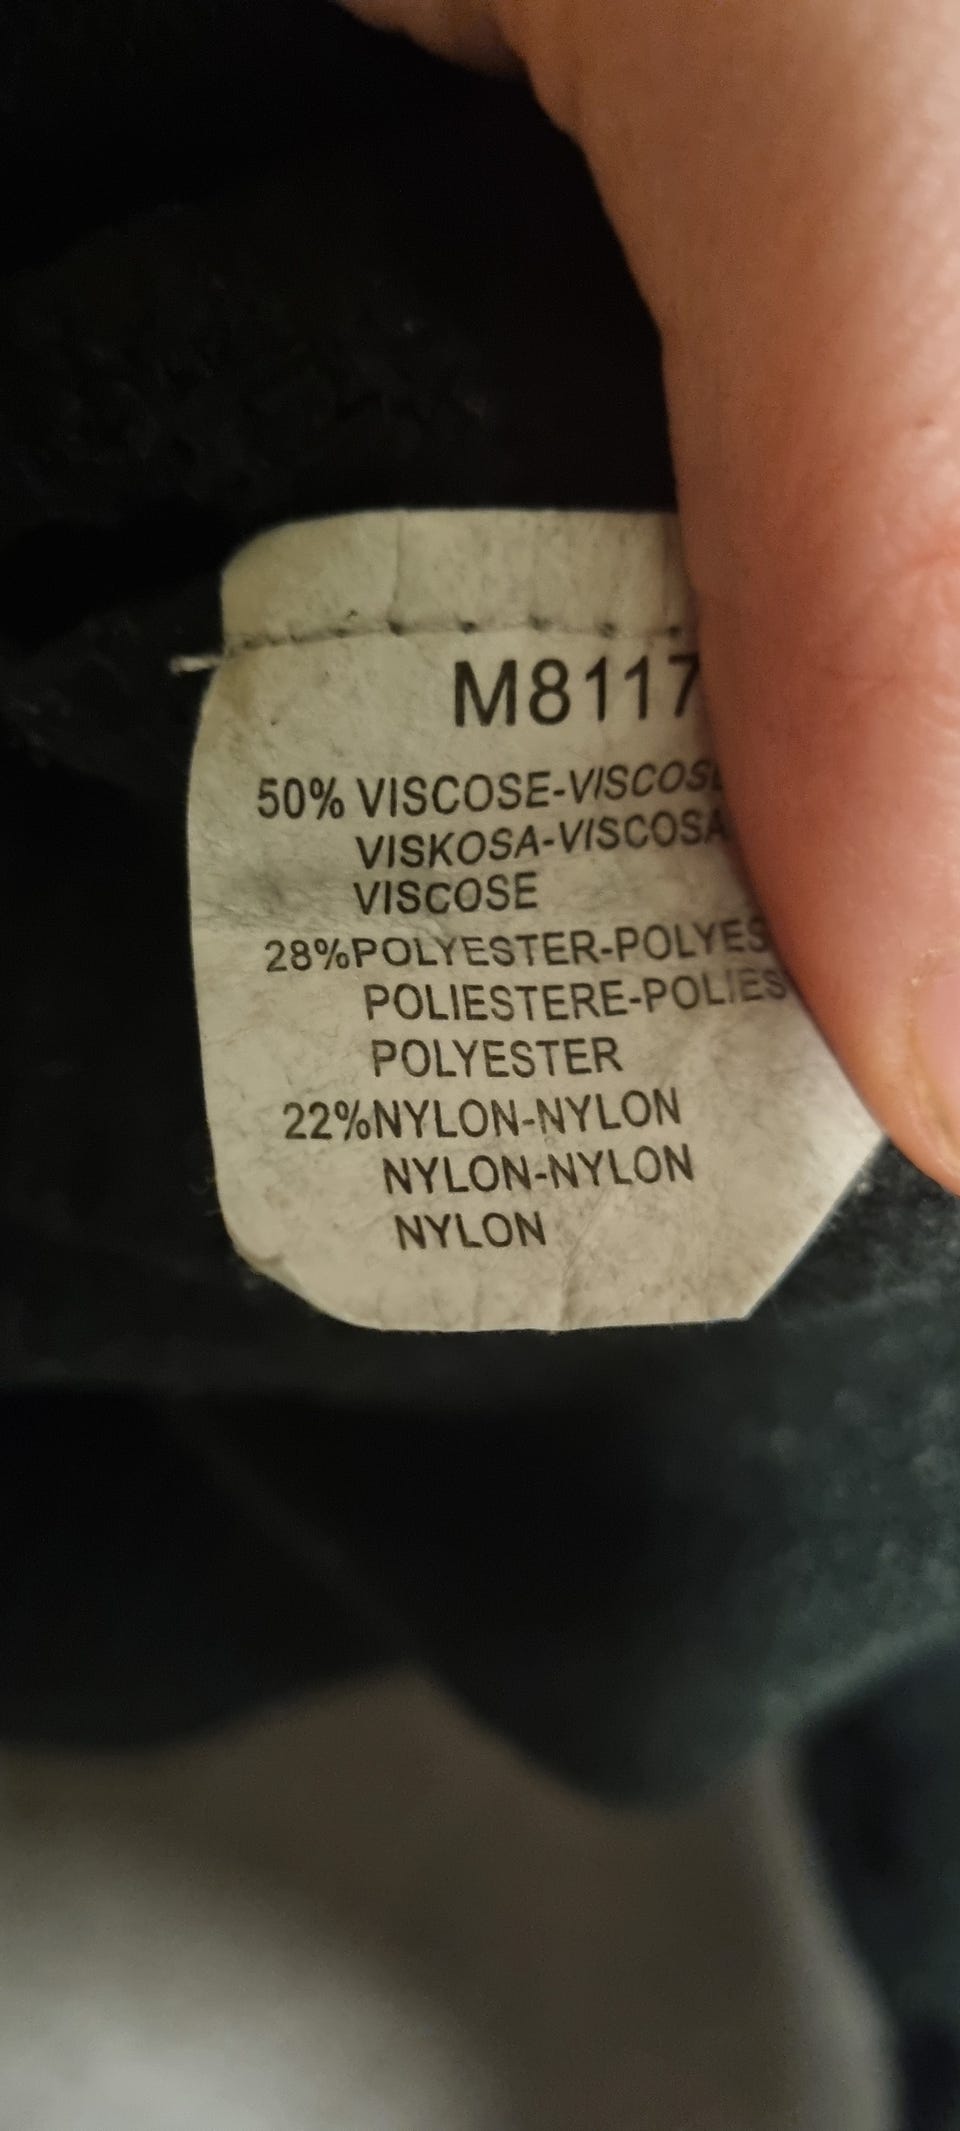 M8117
50% VISCOSE-VISCOSE
VISKOSA-VISCOSA
VISCOSE
28%POLYESTER-POLYES
POLIESTERE-POLIES
POLYESTER
22%NYLON-NYLON
NYLON-NYLON
NYLON